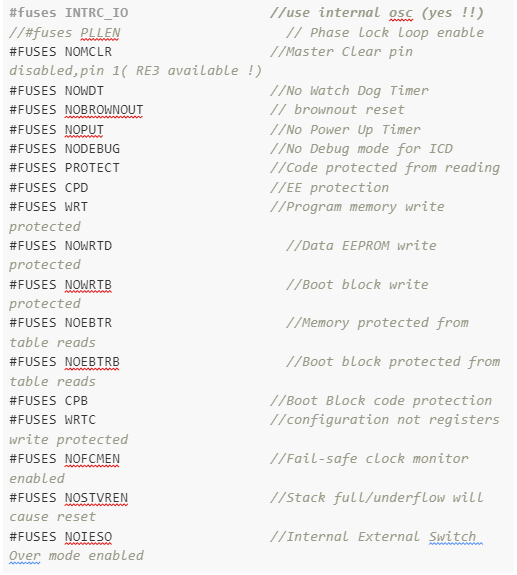 #fuses INTRC_IO //use internal osc (yes !!)
//#fuses PLLEN // Phase lock loop enable
#FUSES NOMCLR //Master Clear pin
disabled,pin 1( RE3 available !)
#FUSES NOWDT //No Watch Dog Timer
#FUSES NOBROWNOUT // brownout reset
#FUSES NOPUT //No Power Up Timer
#FUSES NODEBUG //No Debug mode for ICD
#FUSES PROTECT //Code protected from reading
#FUSES CPD //EE protection
#FUSES WRT //Program memory write
protected
#FUSES NOWRTD //Data EEPROM write
protected
#FUSES NOWRTB //Boot block write
protected
#FUSES NOEBTR //Memory protected from
table reads
#FUSES NOEBTRB //Boot block protected from
table reads
#FUSES CPB //Boot Block code protection
#FUSES WRTC //configuration not registers
write protected
#FUSES NOFCMEN //Fail-safe clock monitor
enabled
#FUSES NOSTVREN //Stack full/underflow will
cause reset
#FUSES NOIESO //Internal External Switch
Over mode enabled